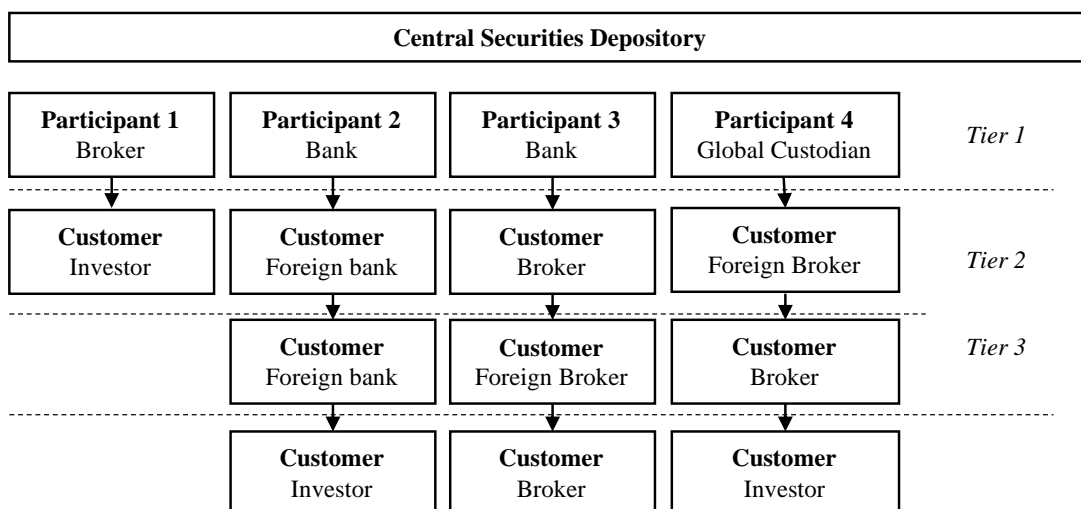 Central Securities Depository
Participant 1
Broker
Participant 2
Bank
Participant 3
Bank
Participant 4
Global Custodian
Tier 1
Customer
Investor
Customer
Foreign bank
Customer
Broker
Customer
Foreign Broker
Tier 2
Customer
Foreign bank
Customer
Foreign Broker
Customer
Broker
Tier 3
Customer
Investor
Customer
Broker
Customer
Investor